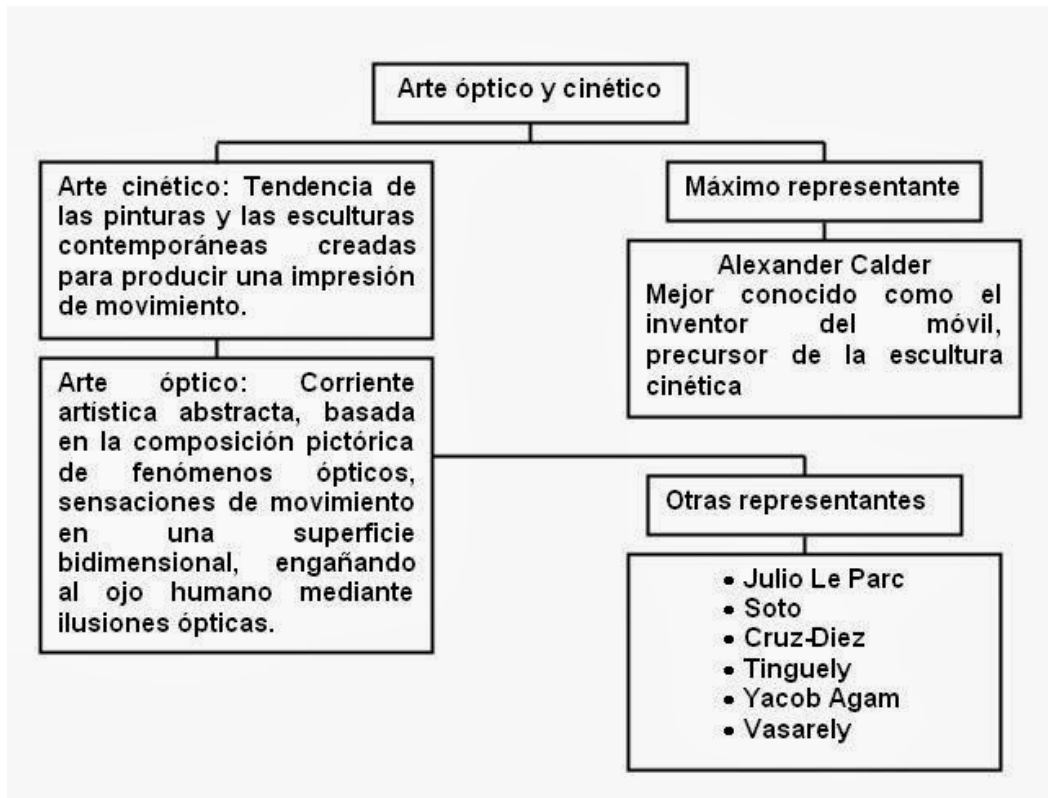 Arte óptico y cinético
Arte cinético: Tendencia de
las pinturas y las esculturas
contemporáneas creadas
para producir una impresión
de movimiento.
Arte óptico: Corriente
artística abstracta, basada
en la composición pictórica
de fenómenos ópticos,
sensaciones de movimiento
en una superficie
bidimensional, engañando
al ojo humano mediante
ilusiones ópticas.
Máximo representante
Alexander Calder
Mejor conocido como el
inventor del móvil,
precursor de la escultura
cinética
Otras representantes
• Julio Le Parc
• Soto
• Cruz-Diez
• Tinguely
• Yacob Agam
• Vasarely